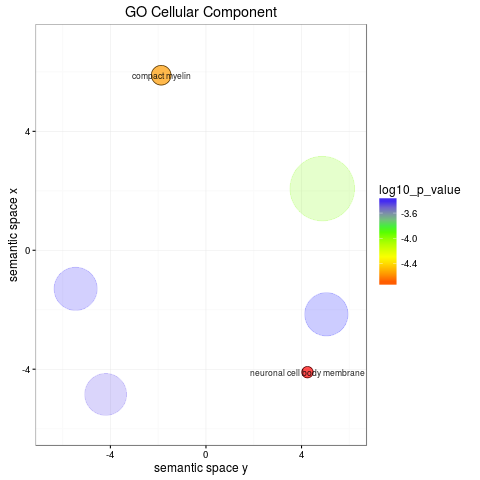 GO Cellular Component
compact myelin
4
0
-4
neuronal cell body membrane
-4
0
4
semantic space y
semantic space x
log10_p_value
-3.6
-4.0
-4.4